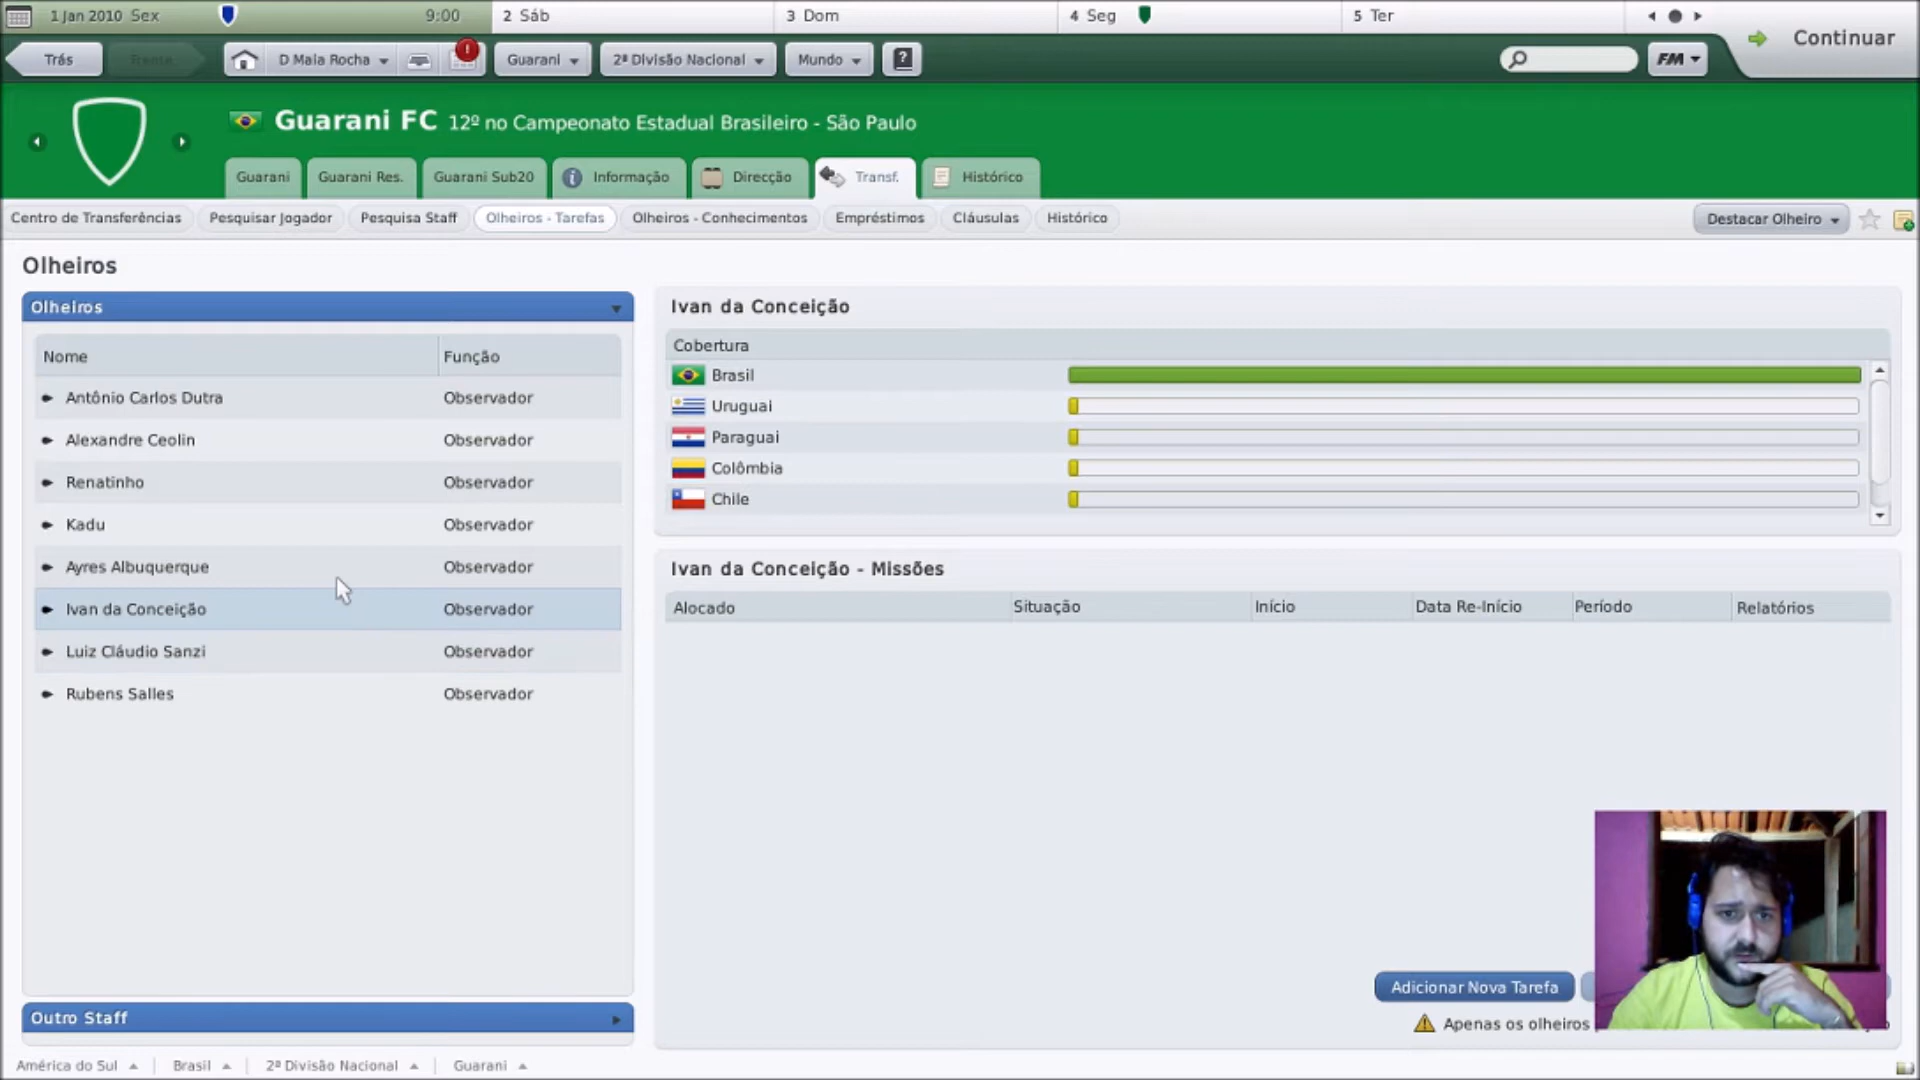 1 Jan 2010 Sex 9:00 2 Sáb 3 Dom 4 Seg 5 Ter
Continuar
Trás Frente D Maia Rocha Guarani 2ª Divisão Nacional Mundo ? FM
Guarani FC 12º no Campeonato Estadual Brasileiro - São Paulo
Guarani Guarani Res. Guarani Sub20 Informação Direcção Transf. Histórico
Centro de Transferências Pesquisar Jogador Pesquisa Staff Olheiros - Tarefas Olheiros - Conhecimentos Empréstimos Cláusulas Histórico Destacar Olheiro
Olheiros
Olheiros
Nome Função
Antônio Carlos Dutra Observador
Alexandre Ceolin Observador
Renatinho Observador
Kadu Observador
Ayres Albuquerque Observador
Ivan da Conceição Observador
Luiz Cláudio Sanzi Observador
Rubens Salles Observador
Outro Staff
Ivan da Conceição
Cobertura
Brasil
Uruguai
Paraguai
Colômbia
Chile
Ivan da Conceição - Missões
Alocado Situação Início Data Re-Início Período Relatórios
Adicionar Nova Tarefa
Apenas os olheiros
América do Sul Brasil 2ª Divisão Nacional Guarani